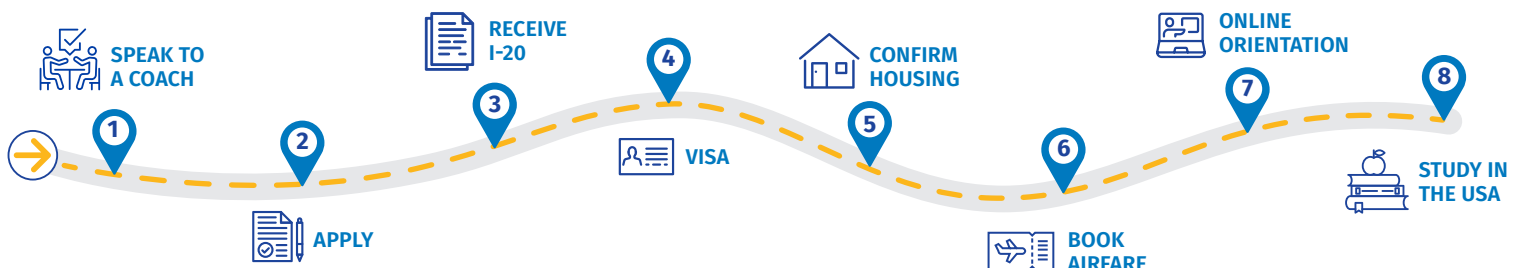 1
SPEAK TO
A COACH
2
APPLY
3
RECEIVE
I-20
4
VISA
5
CONFIRM
HOUSING
6
BOOK
AIRFARE
7
ONLINE
ORIENTATION
8
STUDY IN
THE USA